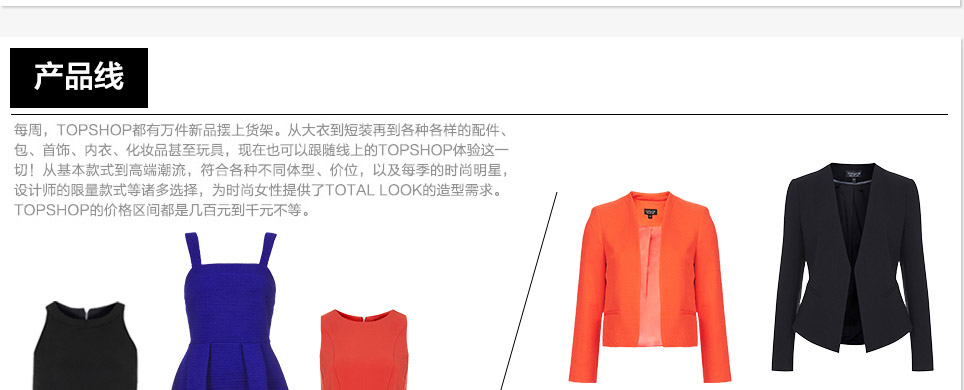 产品线
每周，TOPSHOP都有万件新品摆上货架。从大衣到短装再到各种各样的配件、
包、首饰、内衣、化妆品甚至玩具，现在也可以跟随线上的TOPSHOP体验这一
切！从基本款式到高端潮流，符合各种不同体型、价位，以及每季的时尚明星，
设计师的限量款式等诸多选择，为时尚女性提供了TOTAL LOOK的造型需求。
TOPSHOP的价格区间都是几百元到千元不等。